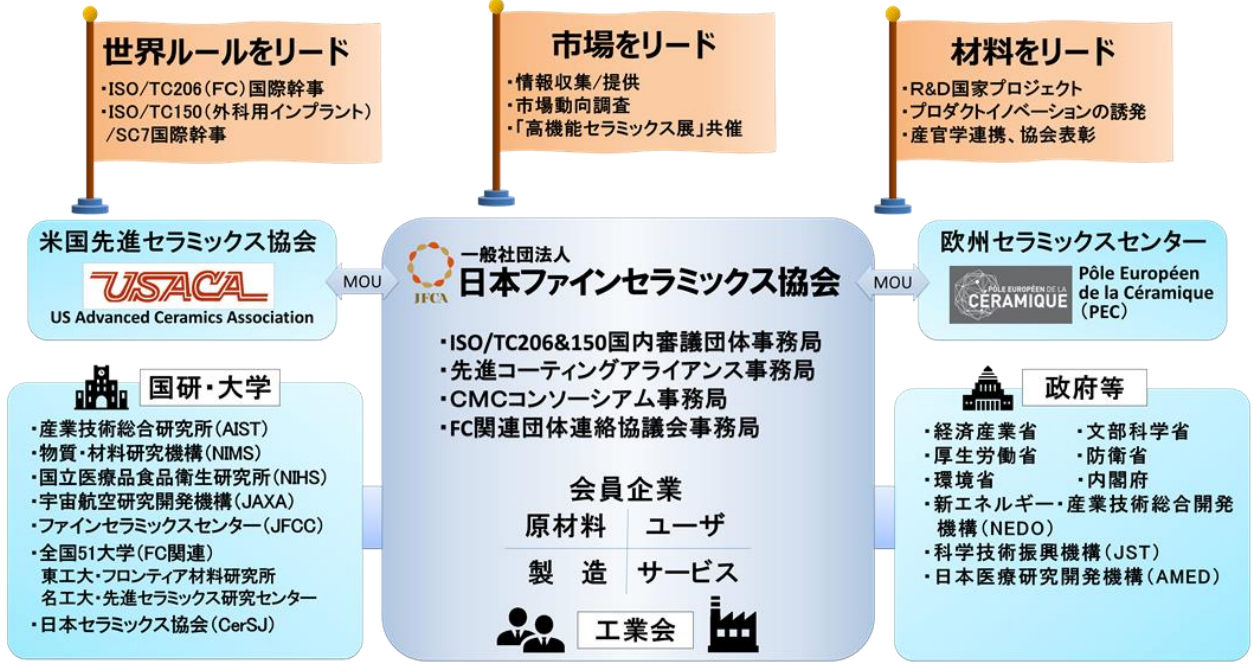 世界ルールをリード
・ISO/TC206(FC)国際幹事
・ISO/TC150(外科用インプラント)
/SC7国際幹事
市場をリード
・情報収集/提供
・市場動向調査
・「高機能セラミックス展」共催
材料をリード
・R&D国家プロジェクト
・プロダクトイノベーションの誘発
・産官学連携、協会表彰
米国先進セラミックス協会
USACA
US Advanced Ceramics Association
MOU
JFCA
一般社団法人
日本ファインセラミックス協会
MOU
欧州セラミックスセンター
PÔLE EUROPÉEN DE LA
CÉRAMIQUE
Pôle Européen
de la Céramique
(PEC)
・ISO/TC206&150国内審議団体事務局
・先進コーティングアライアンス事務局
・CMCコンソーシアム事務局
・FC関連団体連絡協議会事務局
会員企業
原材料 ユーザ
製 造 サービス
工業会
国研・大学
・産業技術総合研究所(AIST)
・物質・材料研究機構(NIMS)
・国立医療品食品衛生研究所(NIHS)
・宇宙航空研究開発機構(JAXA)
・ファインセラミックスセンター(JFCC)
・全国51大学(FC関連)
東工大・フロンティア材料研究所
名工大・先進セラミックス研究センター
・日本セラミックス協会(CerSJ)
政府等
・経済産業省 ・文部科学省
・厚生労働省 ・防衛省
・環境省 ・内閣府
・新エネルギー・産業技術総合開発
機構(NEDO)
・科学技術振興機構(JST)
・日本医療研究開発機構(AMED)